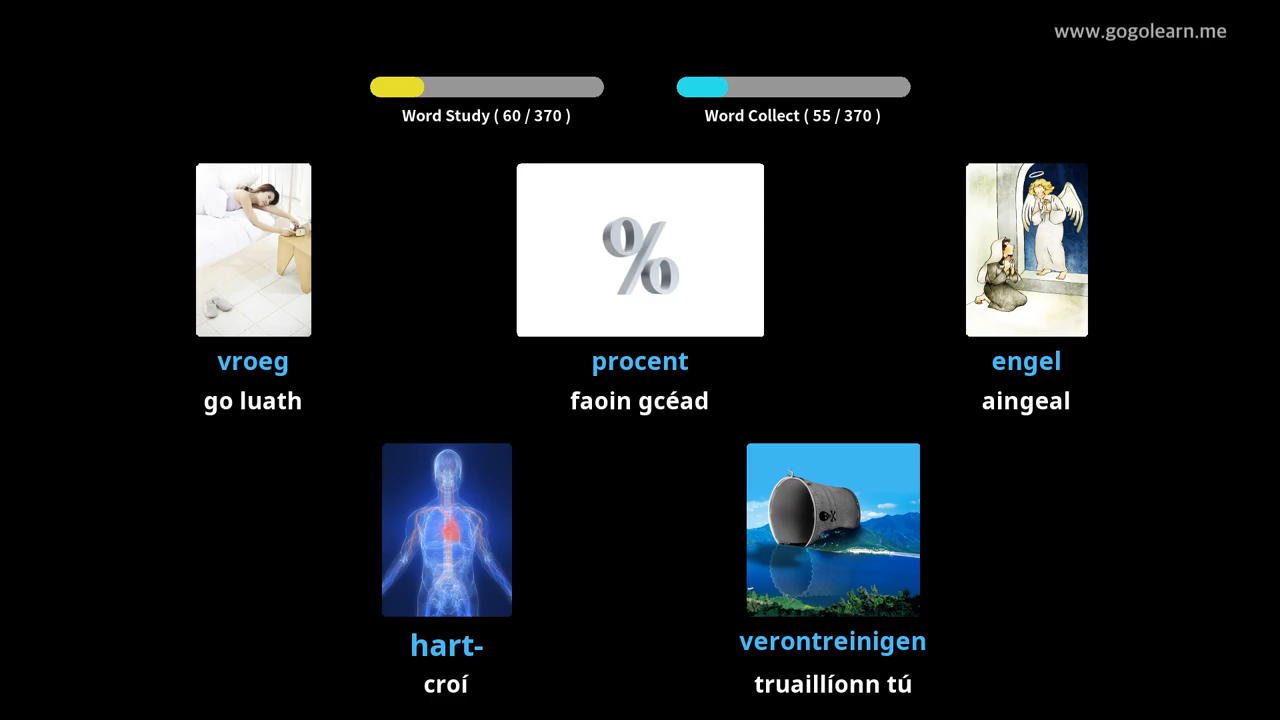 www.gogolearn.me
Word Study ( 60 / 370 )
Word Collect ( 55 / 370 )
%
vroeg
procent
engel
go luath
faoin gcéad
aingeal
hart-
verontreinigen
croí
truaillíonn tú